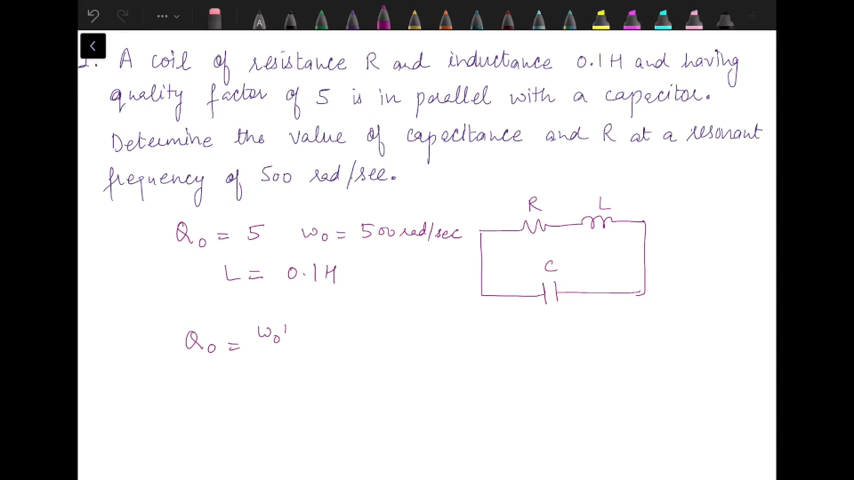 1. A coil of resistance R and inductance 0.1H and having
quality factor of 5 is in parallel with a capacitor.
Determine the value of capacitance and R at a resonant
frequency of 500 rad/sec.
R L
Q₀ = 5 ω₀ = 500 rad/sec
C
L = 0.1H
Q₀ = ω₀'
A